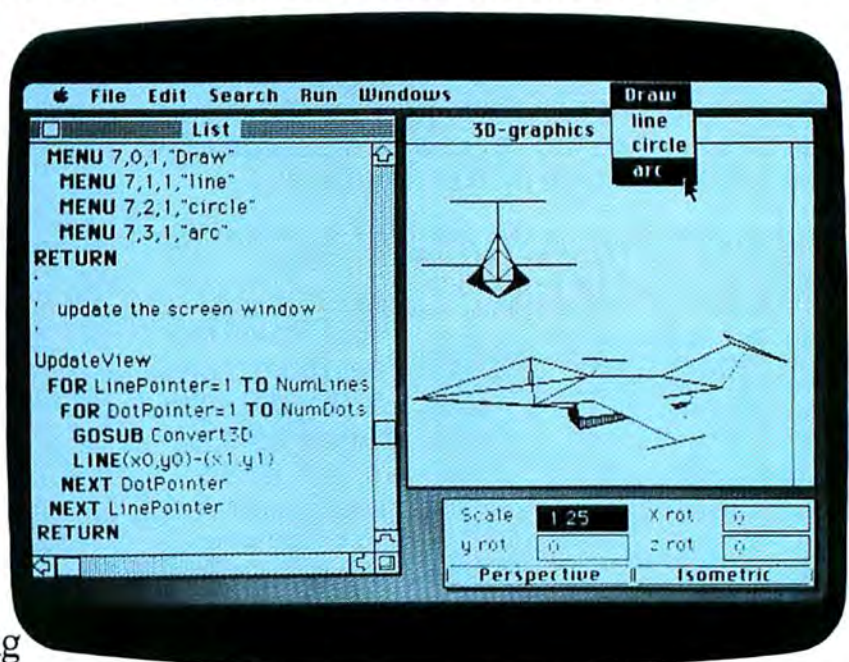 File Edit Search Run Windows Draw
line
circle
arc
List
MENU 7,0,1,"Draw"
MENU 7,1,1,"line"
MENU 7,2,1,"circle"
MENU 7,3,1,"arc"
RETURN
'
' update the screen window
'
UpdateView
FOR LinePointer=1 TO NumLines
FOR DotPointer=1 TO NumDots
GOSUB Convert3D
LINE(x0,y0)-(x1,y1)
NEXT DotPointer
NEXT LinePointer
RETURN
3D-graphics
Scale 1.25 X rot 0
y rot 0 z rot 0
Perspective Isometric
g